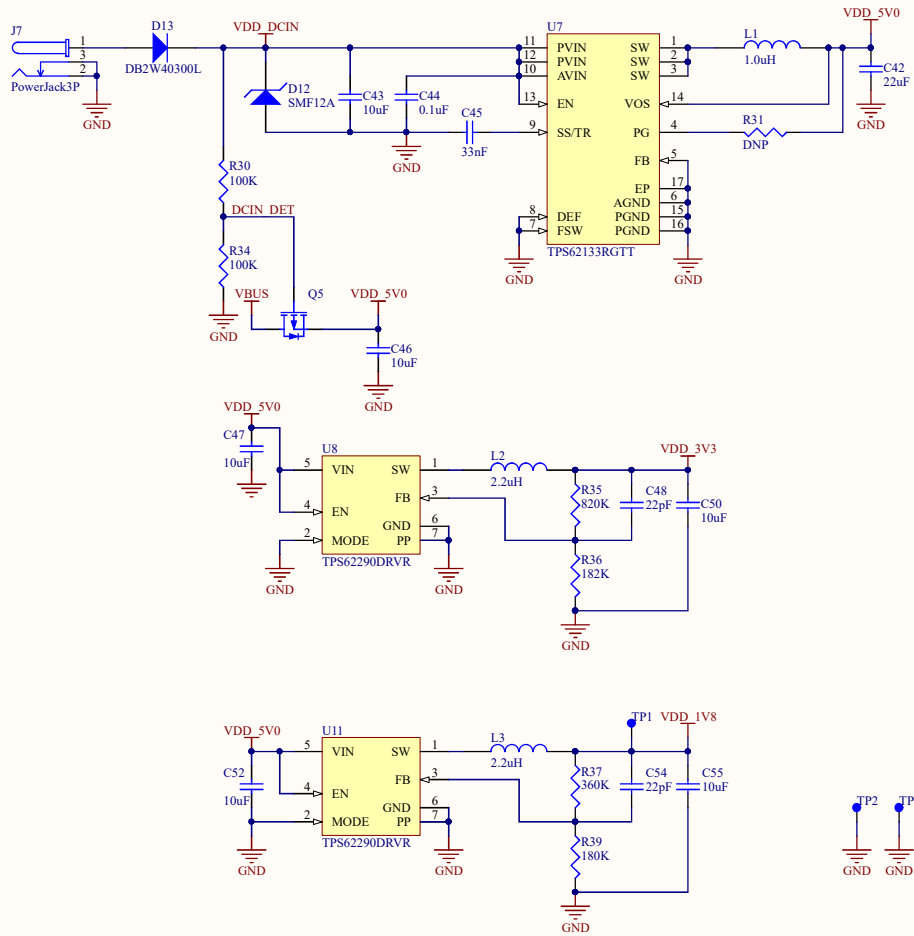 J7
1
3
2
PowerJack3P
GND
D13
DB2W40300L
VDD_DCIN
D12
SMF12A
C43
10uF
C44
0.1uF
C45
33nF
GND
R30
100K
DCIN_DET
R34
100K
GND
VBUS
Q5
VDD_5V0
C46
10uF
GND
U7
11
PVIN
12
PVIN
10
AVIN
13
EN
9
SS/TR
8
DEF
7
FSW
SW
1
SW
2
SW
3
VOS
14
PG
4
FB
5
EP
17
AGND
6
PGND
15
PGND
16
TPS62133RGTT
GND
GND
L1
1.0uH
R31
DNP
VDD_5V0
C42
22uF
GND
VDD_5V0
C47
10uF
GND
U8
5
VIN
4
EN
2
MODE
SW
1
FB
3
GND
6
PP
7
TPS62290DRVR
GND
L2
2.2uH
R35
820K
R36
182K
C48
22pF
VDD_3V3
C50
10uF
GND
VDD_5V0
C52
10uF
GND
U11
5
VIN
4
EN
2
MODE
SW
1
FB
3
GND
6
PP
7
TPS62290DRVR
GND
L3
2.2uH
R37
360K
R39
180K
TP1
C54
22pF
VDD_1V8
C55
10uF
GND
TP2
GND
TP
GND